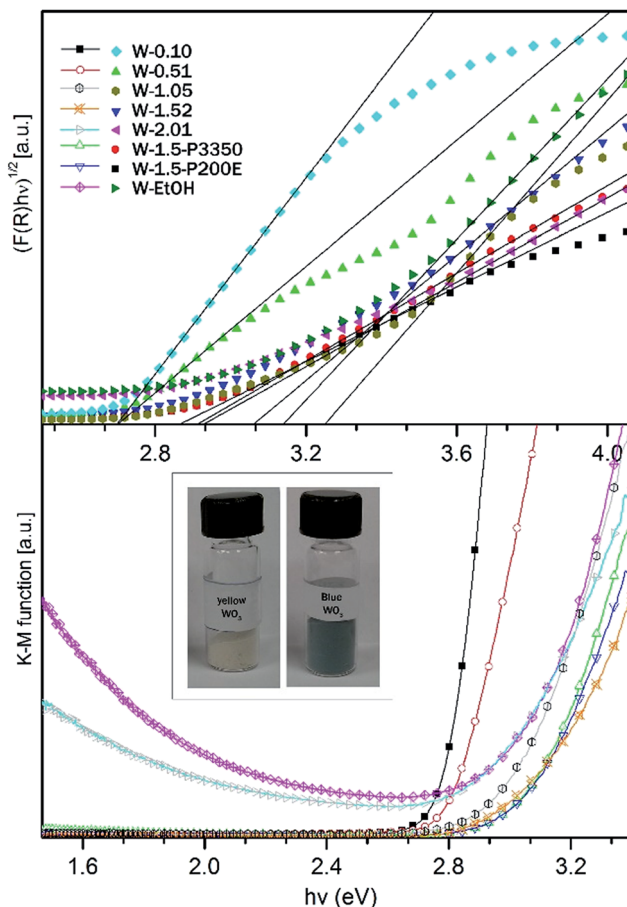 W-0.10
W-0.51
W-1.05
W-1.52
W-2.01
W-1.5-P3350
W-1.5-P200E
W-EtOH
(F(R)hν)^1/2 [a.u.]
2.8 3.6 4.0
K-M function [a.u.]
yellow
WO₃
Blue
WO₃
1.6 2.0 2.4 2.8 3.2
hν (eV)